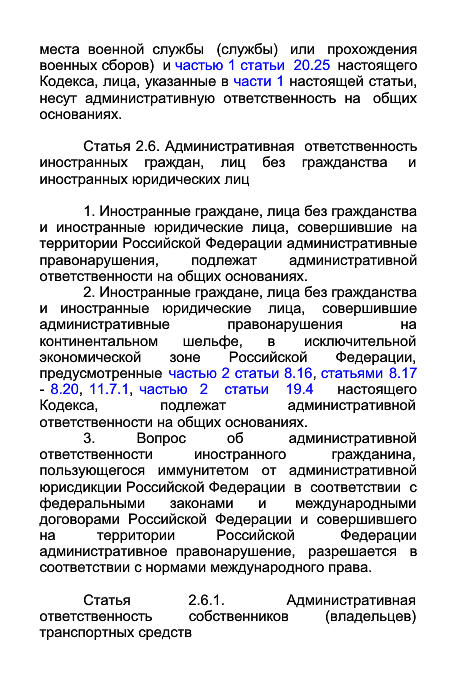 места военной службы (службы) или прохождения
военных сборов) и частью 1 статьи 20.25 настоящего
Кодекса, лица, указанные в части 1 настоящей статьи,
несут административную ответственность на общих
основаниях.
Статья 2.6. Административная ответственность
иностранных граждан, лиц без гражданства и
иностранных юридических лиц
1. Иностранные граждане, лица без гражданства
и иностранные юридические лица, совершившие на
территории Российской Федерации административные
правонарушения, подлежат административной
ответственности на общих основаниях.
2. Иностранные граждане, лица без гражданства
и иностранные юридические лица, совершившие
административные правонарушения на
континентальном шельфе, в исключительной
экономической зоне Российской Федерации,
предусмотренные частью 2 статьи 8.16, статьями 8.17
- 8.20, 11.7.1, частью 2 статьи 19.4 настоящего
Кодекса, подлежат административной
ответственности на общих основаниях.
3. Вопрос об административной
ответственности иностранного гражданина,
пользующегося иммунитетом от административной
юрисдикции Российской Федерации в соответствии с
федеральными законами и международными
договорами Российской Федерации и совершившего
на территории Российской Федерации
административное правонарушение, разрешается в
соответствии с нормами международного права.
Статья 2.6.1. Административная
ответственность собственников (владельцев)
транспортных средств